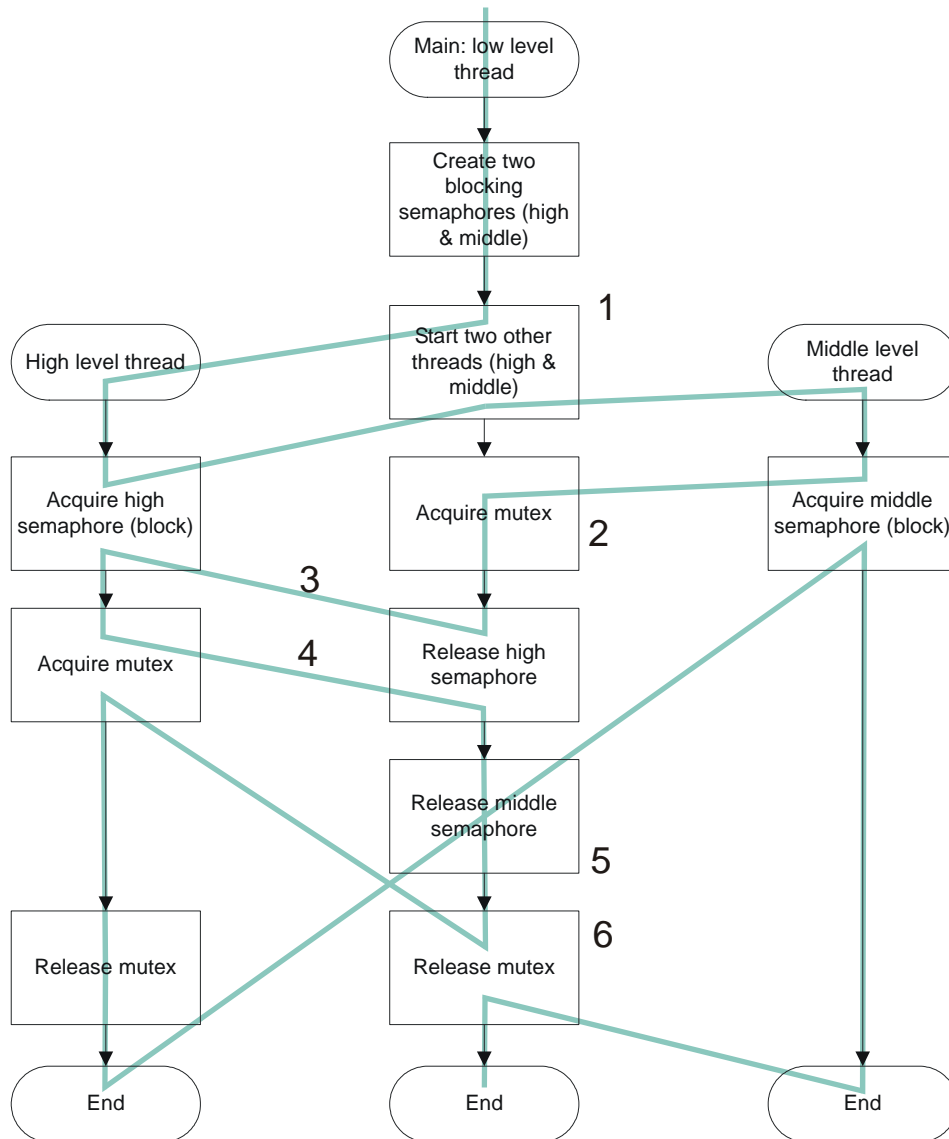 Main: low level
thread
Create two
blocking
semaphores (high
& middle)
1
High level thread
Start two other
threads (high &
middle)
Middle level
thread
Acquire high
semaphore (block)
Acquire mutex
2
Acquire middle
semaphore (block)
3
4
Acquire mutex
Release high
semaphore
Release middle
semaphore
5
Release mutex
6
Release mutex
End
End
End